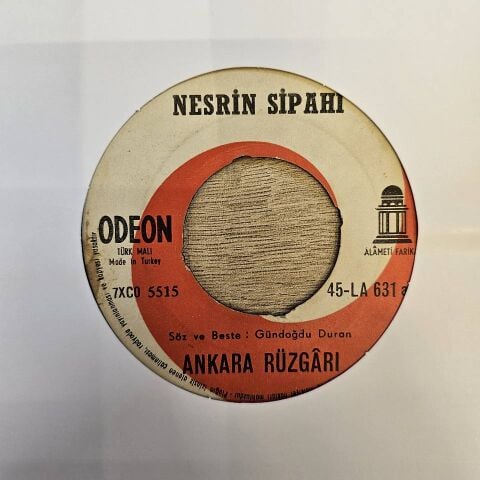 NESRİN SİPAHI
ODEON
TÜRK MALI
Made In Turkey
ALÂMETİ FARİK
7XCO 5515
45-LA 631 a
Söz ve Beste : Gündoğdu Duran
ANKARA RÜZGÂRI